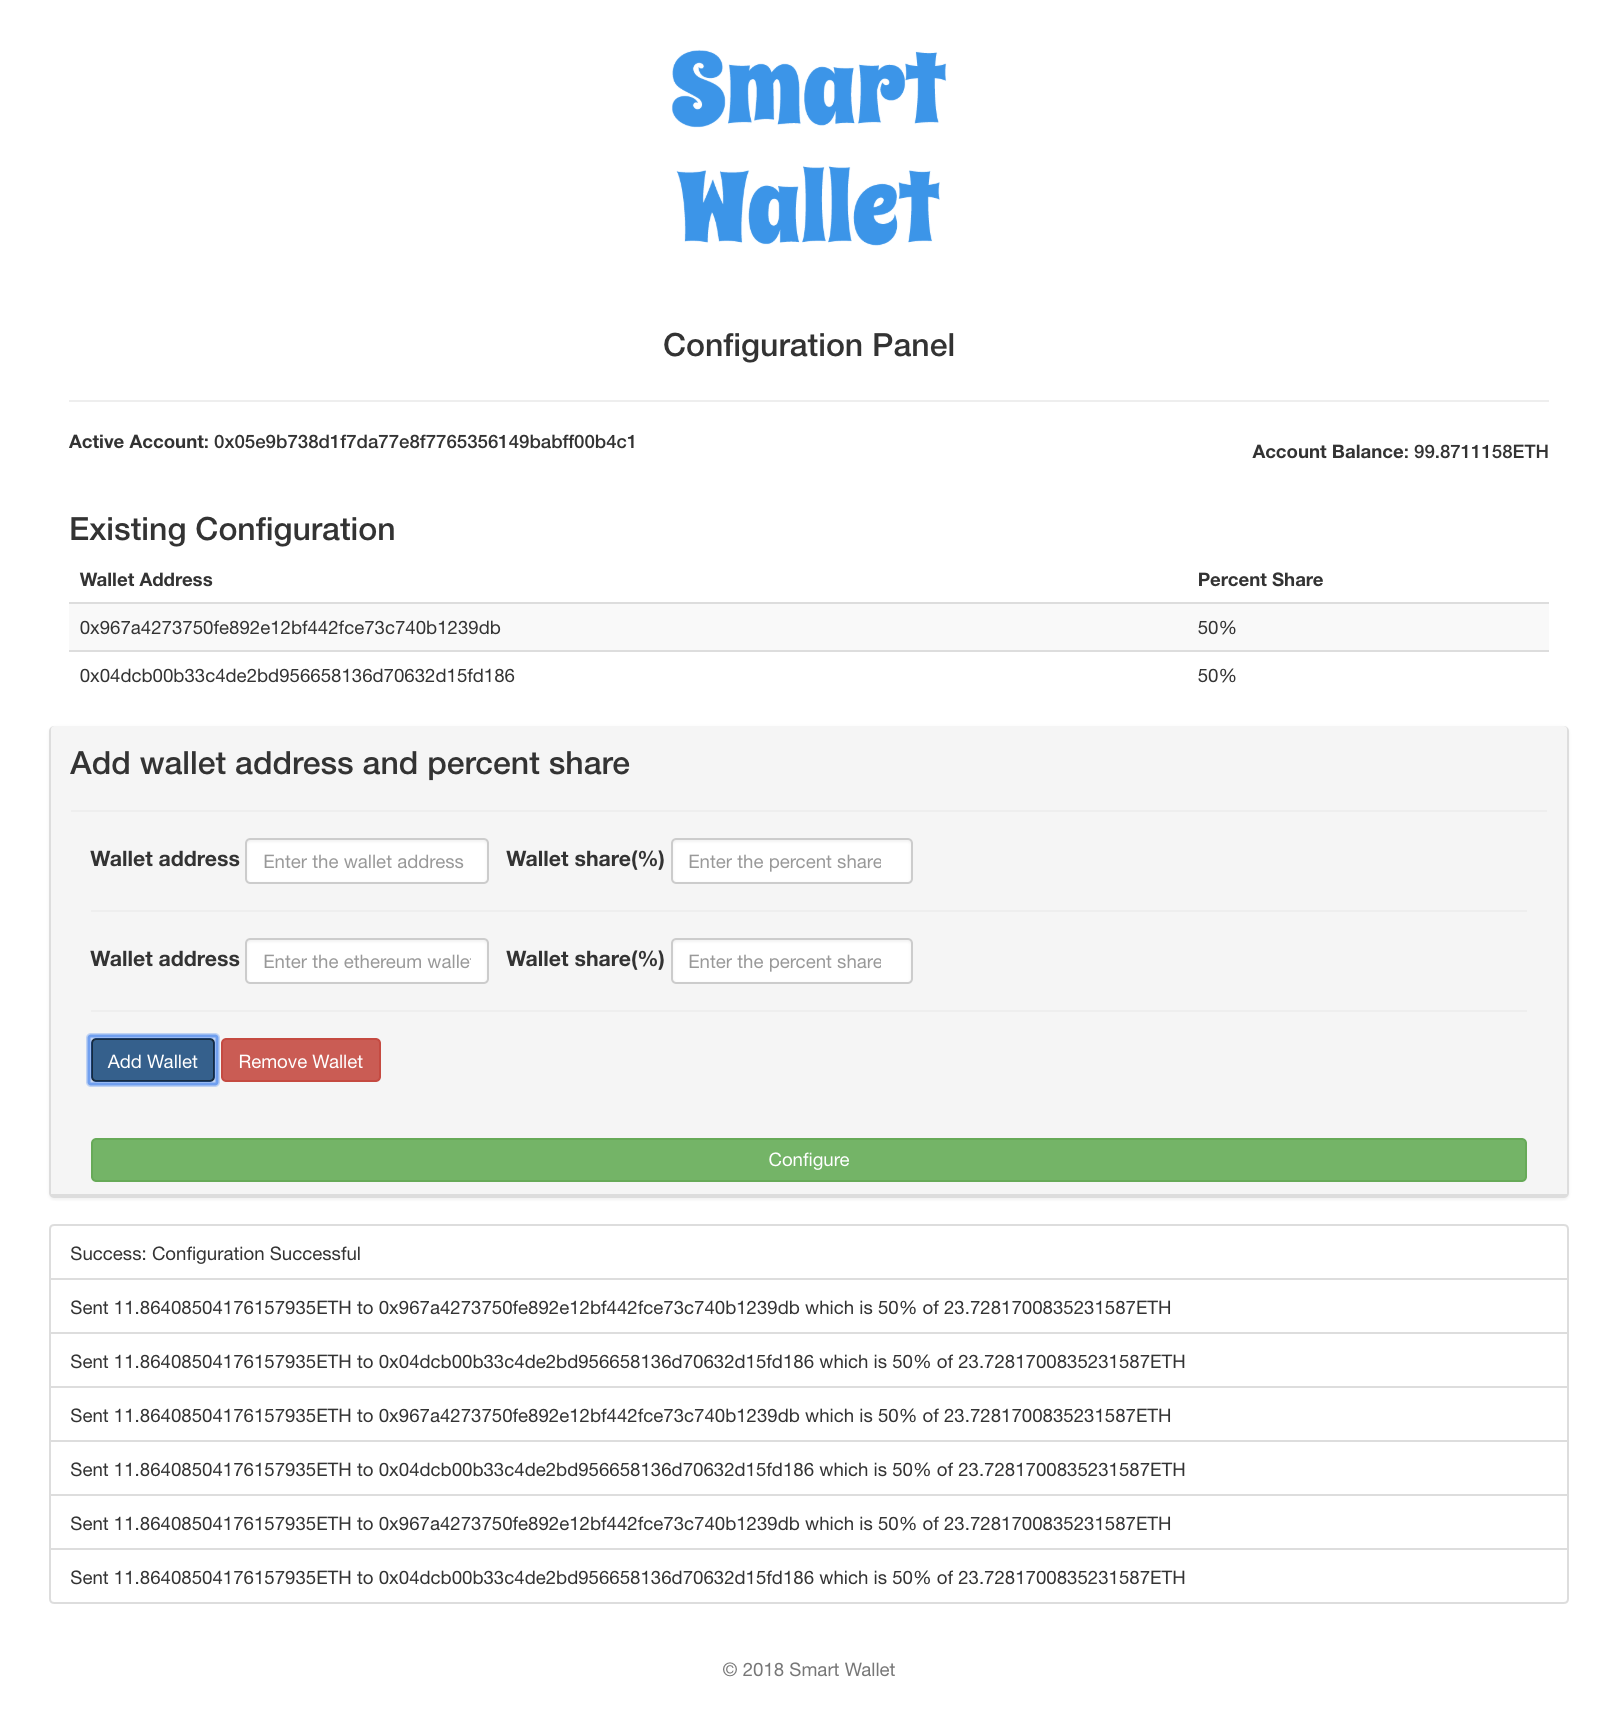 Smart
Wallet
Configuration Panel
Active Account: 0x05e9b738d1f7da77e8f7765356149babff00b4c1
Account Balance: 99.8711158ETH
Existing Configuration
Wallet Address Percent Share
0x967a4273750fe892e12bf442fce73c740b1239db 50%
0x04dcb00b33c4de2bd956658136d70632d15fd186 50%
Add wallet address and percent share
Wallet address Enter the wallet address Wallet share(%) Enter the percent share
Wallet address Enter the ethereum walle Wallet share(%) Enter the percent share
Add Wallet Remove Wallet
Configure
Success: Configuration Successful
Sent 11.86408504176157935ETH to 0x967a4273750fe892e12bf442fce73c740b1239db which is 50% of 23.7281700835231587ETH
Sent 11.86408504176157935ETH to 0x04dcb00b33c4de2bd956658136d70632d15fd186 which is 50% of 23.7281700835231587ETH
Sent 11.86408504176157935ETH to 0x967a4273750fe892e12bf442fce73c740b1239db which is 50% of 23.7281700835231587ETH
Sent 11.86408504176157935ETH to 0x04dcb00b33c4de2bd956658136d70632d15fd186 which is 50% of 23.7281700835231587ETH
Sent 11.86408504176157935ETH to 0x967a4273750fe892e12bf442fce73c740b1239db which is 50% of 23.7281700835231587ETH
Sent 11.86408504176157935ETH to 0x04dcb00b33c4de2bd956658136d70632d15fd186 which is 50% of 23.7281700835231587ETH
© 2018 Smart Wallet